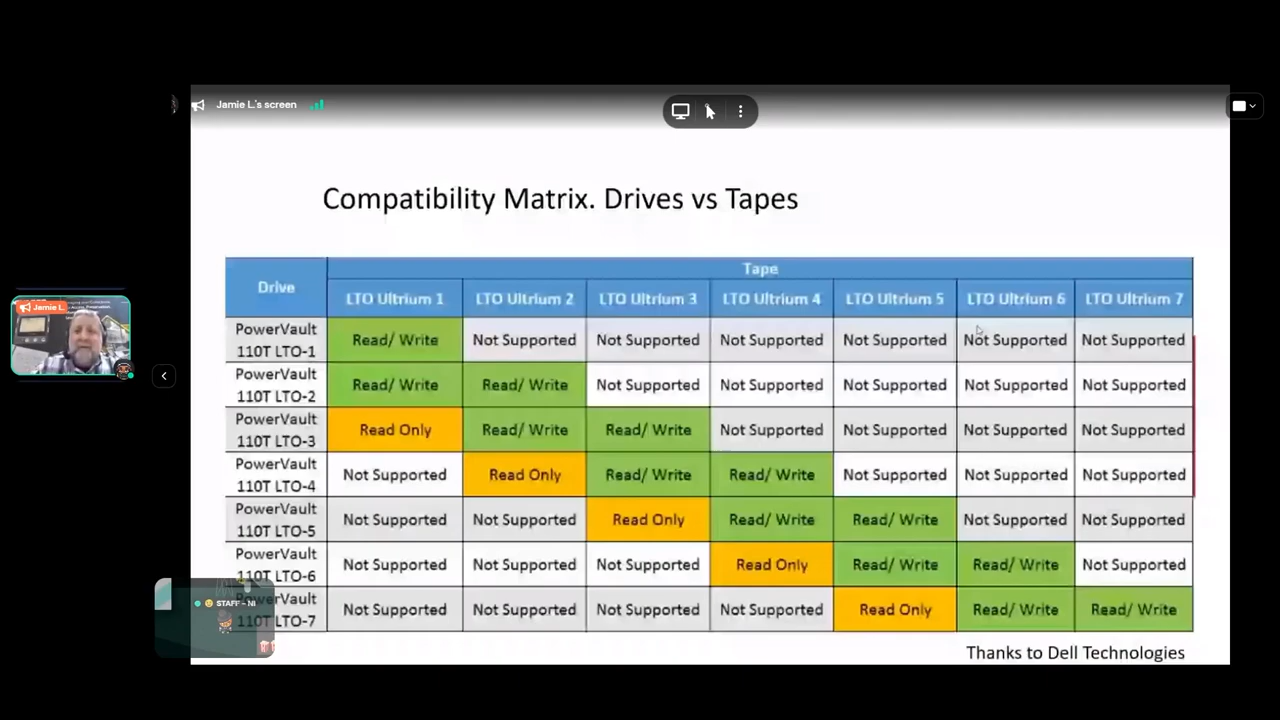 Jamie L.'s screen
Compatibility Matrix. Drives vs Tapes
Drive
Tape
LTO Ultrium 1 LTO Ultrium 2 LTO Ultrium 3 LTO Ultrium 4 LTO Ultrium 5 LTO Ultrium 6 LTO Ultrium 7
PowerVault 110T LTO-1 Read/ Write Not Supported Not Supported Not Supported Not Supported Not Supported Not Supported
PowerVault 110T LTO-2 Read/ Write Read/ Write Not Supported Not Supported Not Supported Not Supported Not Supported
PowerVault 110T LTO-3 Read Only Read/ Write Read/ Write Not Supported Not Supported Not Supported Not Supported
PowerVault 110T LTO-4 Not Supported Read Only Read/ Write Read/ Write Not Supported Not Supported Not Supported
PowerVault 110T LTO-5 Not Supported Not Supported Read Only Read/ Write Read/ Write Not Supported Not Supported
PowerVault 110T LTO-6 Not Supported Not Supported Not Supported Read Only Read/ Write Read/ Write Not Supported
PowerVault 110T LTO-7 Not Supported Not Supported Not Supported Not Supported Read Only Read/ Write Read/ Write
Thanks to Dell Technologies
Jamie L.
STAFF - NI